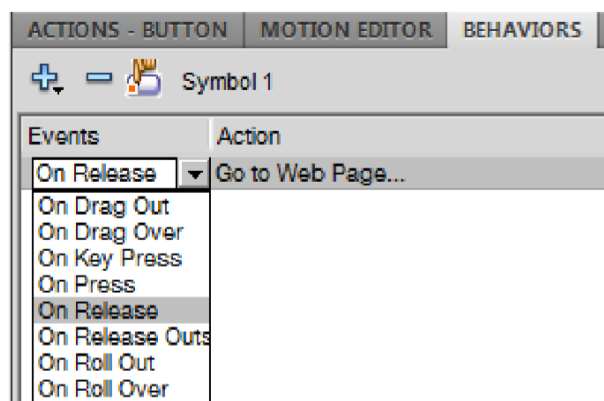 ACTIONS - BUTTON MOTION EDITOR BEHAVIORS
Symbol 1
Events Action
On Release Go to Web Page...
On Drag Out
On Drag Over
On Key Press
On Press
On Release
On Release Outs
On Roll Out
On Roll Over